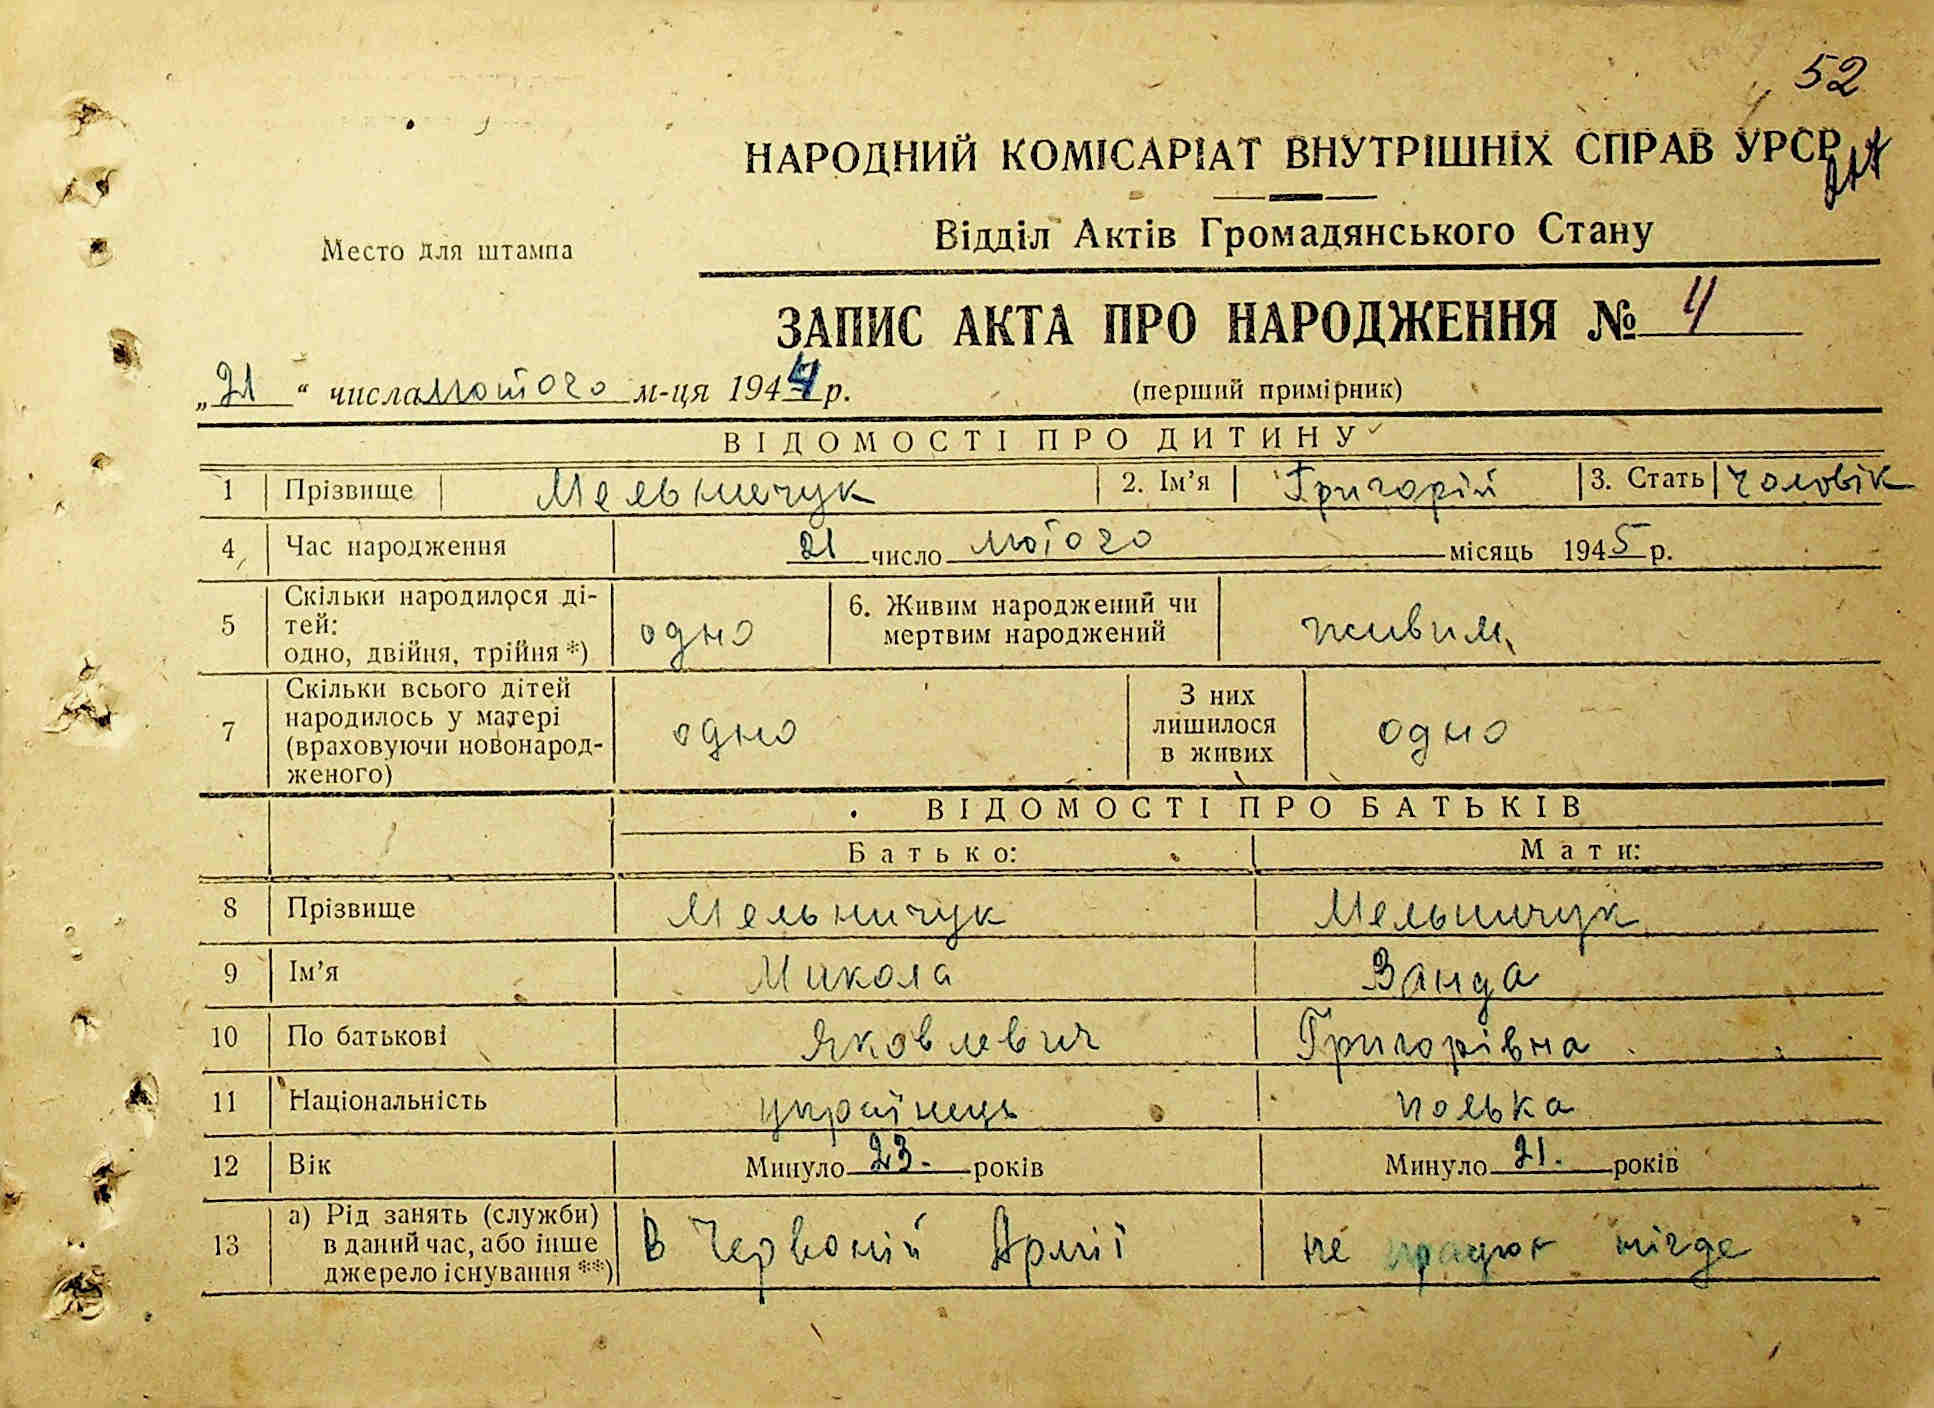 52
НАРОДНИЙ КОМІСАРІАТ ВНУТРІШНІХ СПРАВ УРСР
Відділ Актів Громадянського Стану
Место для штампа
ЗАПИС АКТА ПРО НАРОДЖЕННЯ № 4
„21“ числа лютого м-ця 1944 р. (перший примірник)
ВІДОМОСТІ ПРО ДИТИНУ
1 Прізвище Мельничук 2. Ім’я Григорій 3. Стать чоловік
4 Час народження 21 число лютого місяць 1945 р.
5 Скільки народилося ді-
тей:
одно, двійня, трійня *) одно 6. Живим народжений чи
мертвим народжений живим
7 Скільки всього дітей
народилось у матері
(враховуючи новонарод-
женого) одно З них
лишилося
в живих одно
ВІДОМОСТІ ПРО БАТЬКІВ
Батько: Мати:
8 Прізвище Мельничук Мельничук
9 Ім’я Микола Ванда
10 По батькові Яковлевич Григорівна
11 Національність українець полька
12 Вік Минуло 23. років Минуло 21. років
13 а) Рід занять (служби)
в даний час, або інше
джерело існування **) В Червоній Армії не працює нігде